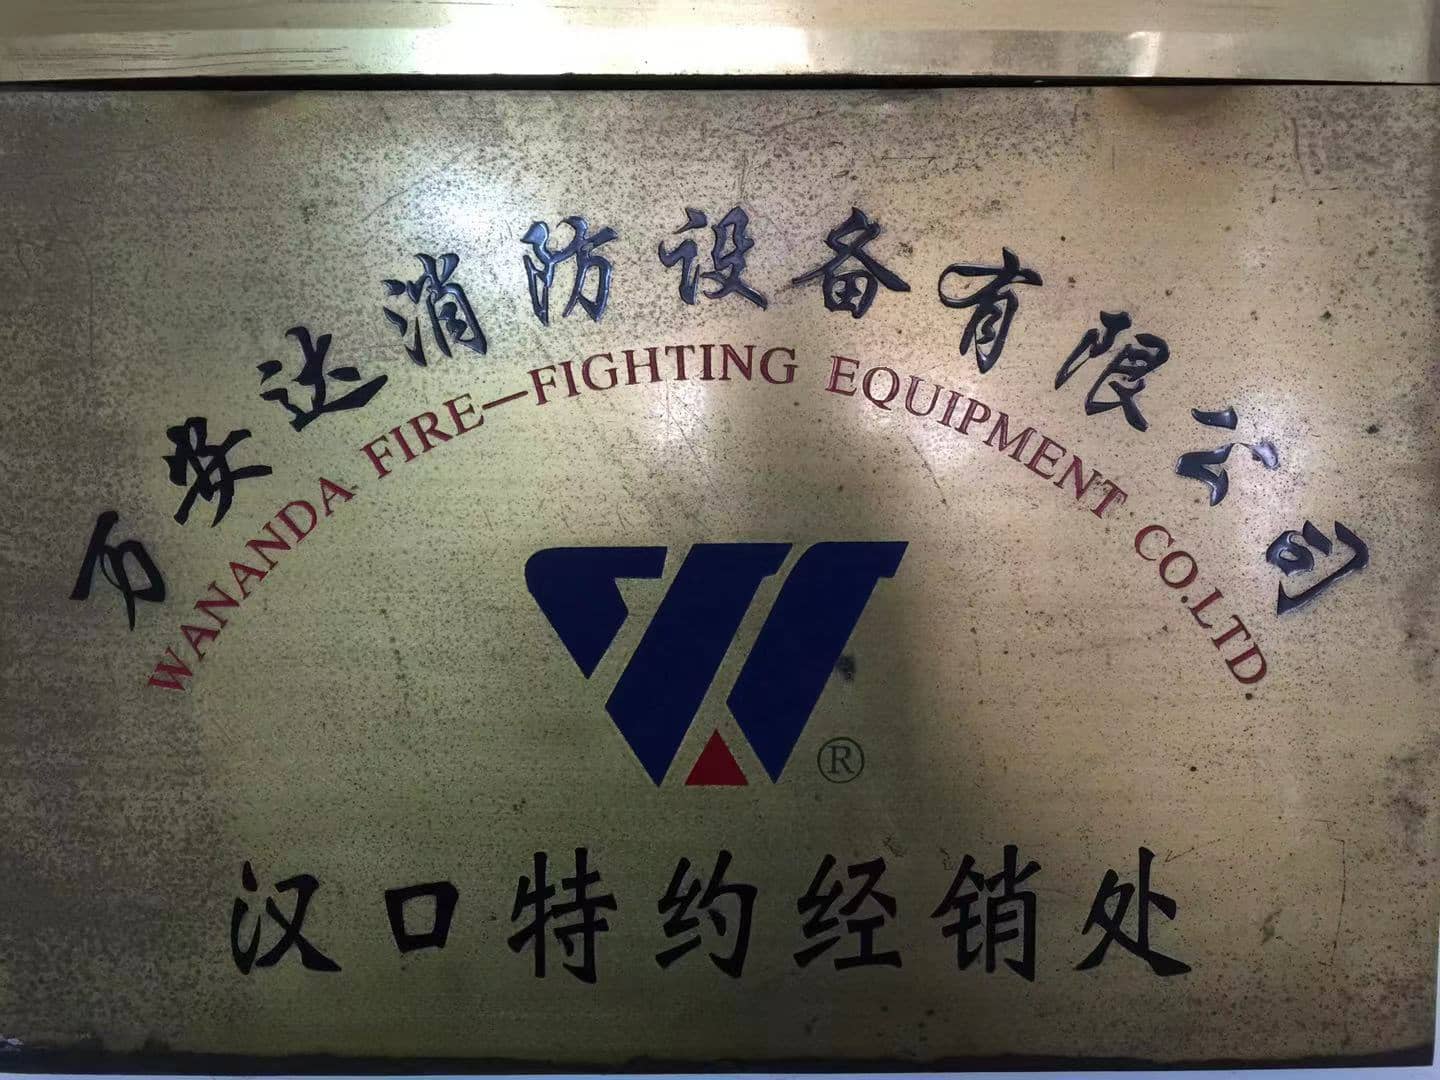 万安达消防设备有限公司
WANANDA FIRE—FIGHTING EQUIPMENT CO.LTD.
®
汉口特约经销处